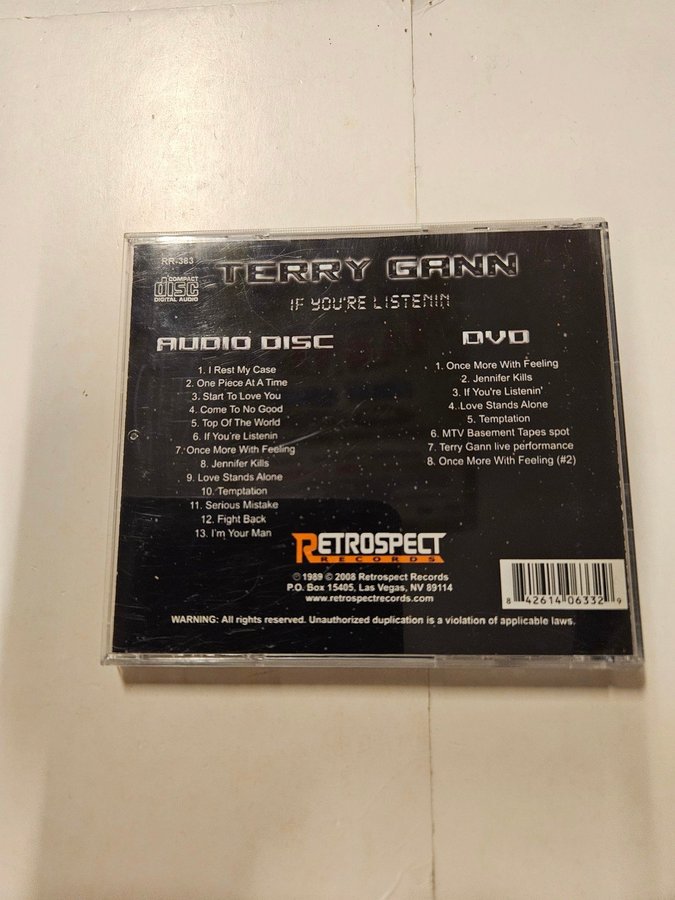 RR-383
TERRY GANN
COMPACT
disc
DIGITAL AUDIO
IF YOU'RE LISTENIN
AUDIO DISC
1. I Rest My Case
2. One Piece At A Time
3. Start To Love You
4. Come To No Good
5. Top Of The World
6. If You're Listenin
7. Once More With Feeling
8. Jennifer Kills
9. Love Stands Alone
10. Temptation
11. Serious Mistake
12. Fight Back
13. I'm Your Man
DVD
1. Once More With Feeling
2. Jennifer Kills
3. If You're Listenin'
4. Love Stands Alone
5. Temptation
6. MTV Basement Tapes spot
7. Terry Gann live performance
8. Once More With Feeling (#2)
RETROSPECT
RECORDS
℗ 1989 © 2008 Retrospect Records
P.O. Box 15405, Las Vegas, NV 89114
www.retrospectrecords.com
8 42614 06332 9
WARNING: All rights reserved. Unauthorized duplication is a violation of applicable laws.